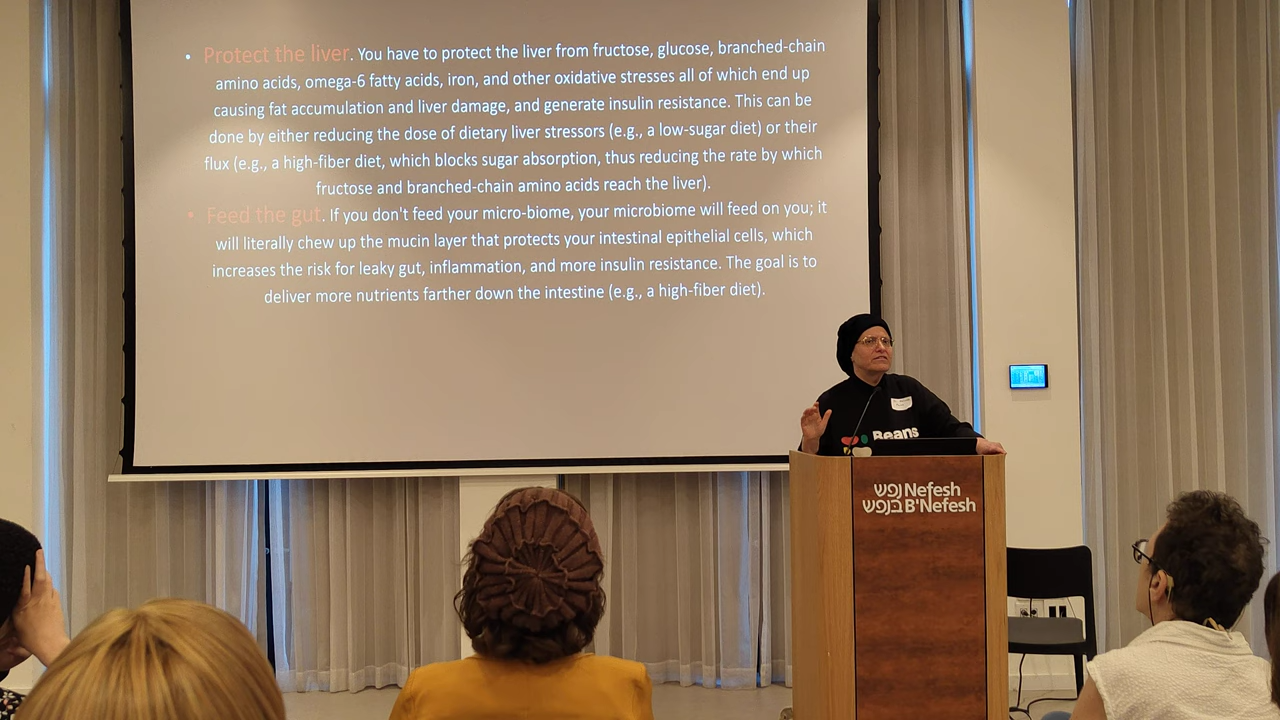 • Protect the liver. You have to protect the liver from fructose, glucose, branched-chain
amino acids, omega-6 fatty acids, iron, and other oxidative stresses all of which end up
causing fat accumulation and liver damage, and generate insulin resistance. This can be
done by either reducing the dose of dietary liver stressors (e.g., a low-sugar diet) or their
flux (e.g., a high-fiber diet, which blocks sugar absorption, thus reducing the rate by which
fructose and branched-chain amino acids reach the liver).
• Feed the gut. If you don't feed your micro-biome, your microbiome will feed on you; it
will literally chew up the mucin layer that protects your intestinal epithelial cells, which
increases the risk for leaky gut, inflammation, and more insulin resistance. The goal is to
deliver more nutrients farther down the intestine (e.g., a high-fiber diet).
Beans
נפש Nefesh
בנפש B'Nefesh